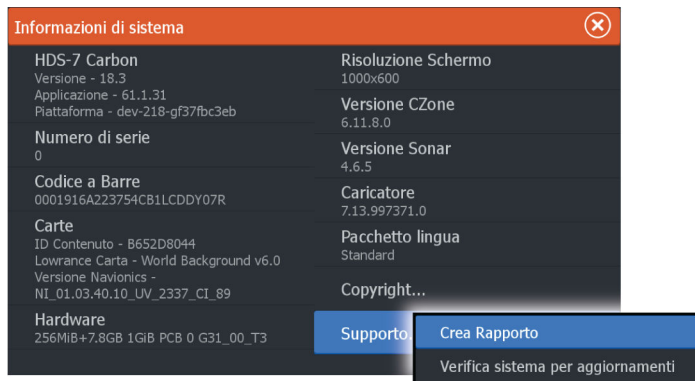 Informazioni di sistema
HDS-7 Carbon
Versione - 18.3
Applicazione - 61.1.31
Piattaforma - dev-218-gf37fbc3eb
Numero di serie
0
Codice a Barre
0001916A223754CB1LCDDY07R
Carte
ID Contenuto - B652D8044
Lowrance Carta - World Background v6.0
Versione Navionics -
NI_01.03.40.10_UV_2337_CI_89
Hardware
256MiB+7.8GB 1GiB PCB 0 G31_00_T3
Risoluzione Schermo
1000x600
Versione CZone
6.11.8.0
Versione Sonar
4.6.5
Caricatore
7.13.997371.0
Pacchetto lingua
Standard
Copyright...
Supporto.
Crea Rapporto
Verifica sistema per aggiornamenti